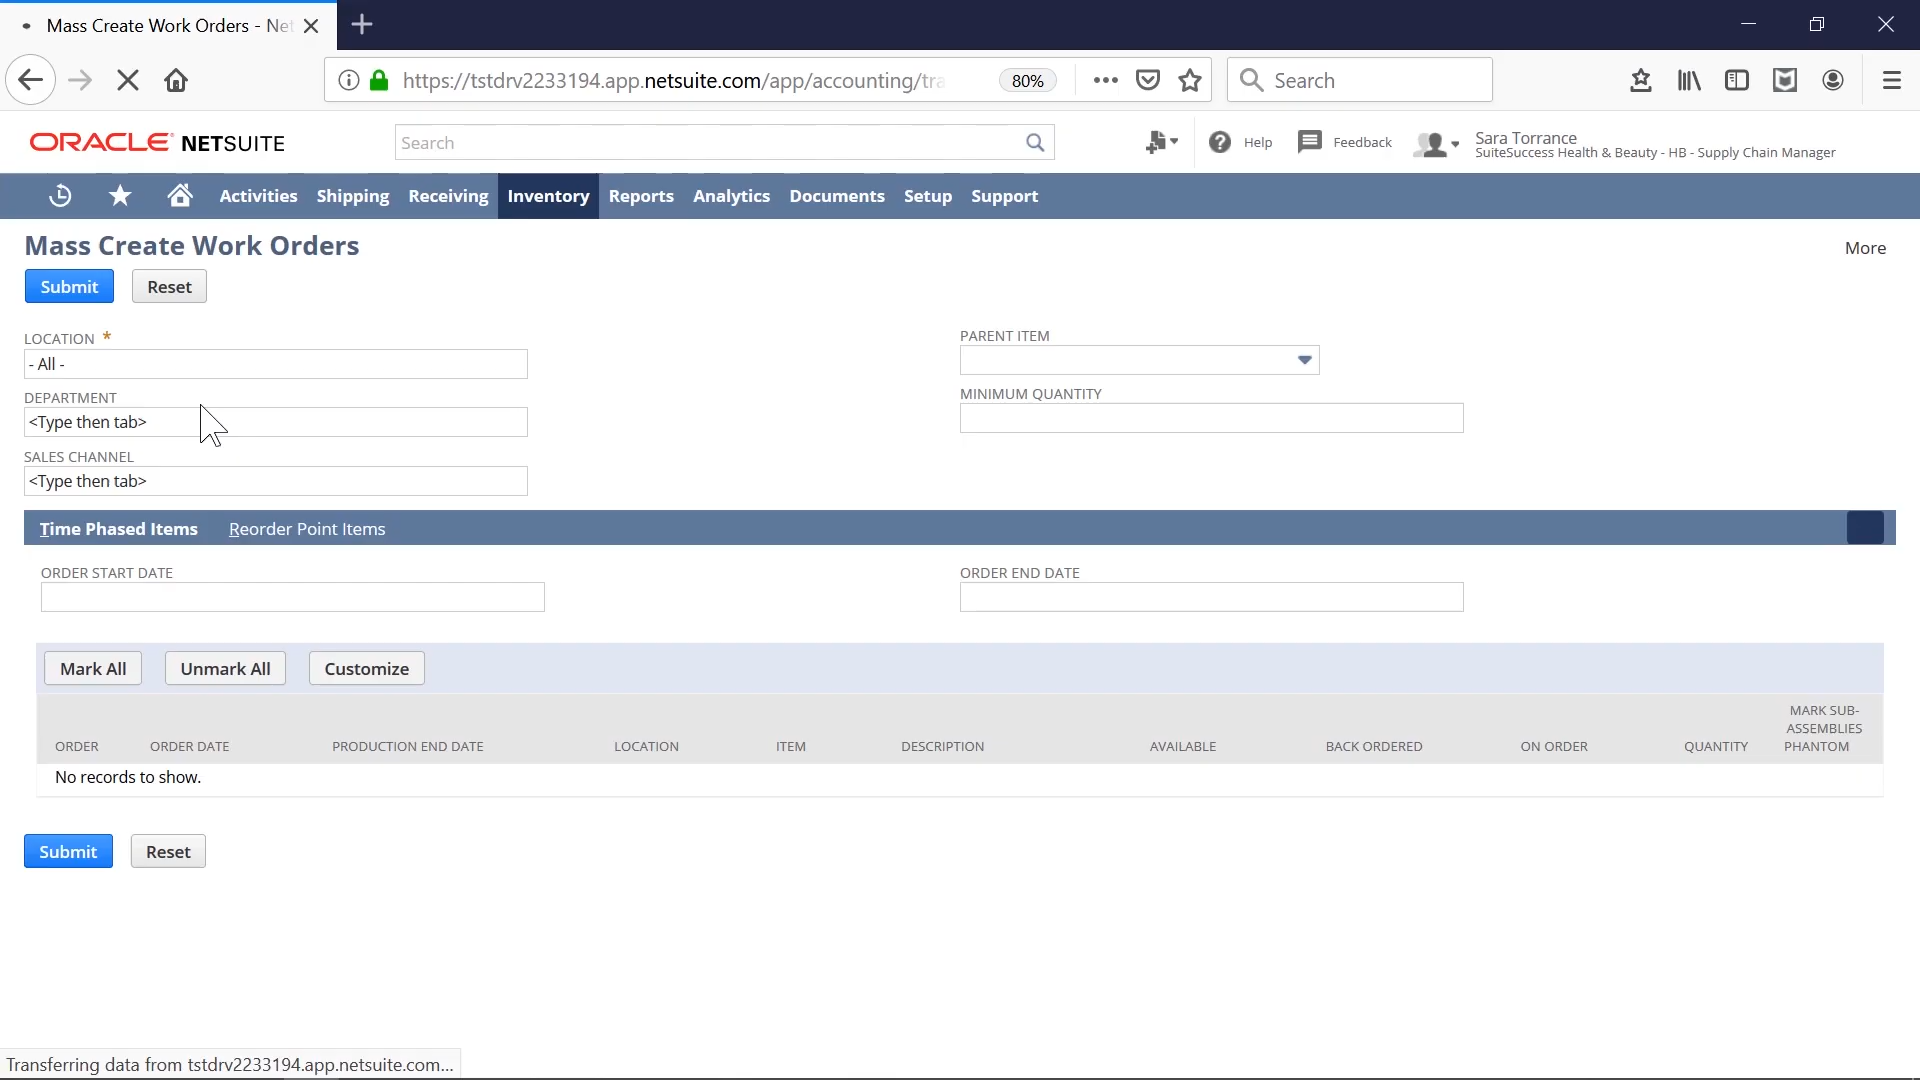 Mass Create Work Orders - Net
https://tstdrv2233194.app.netsuite.com/app/accounting/tra
80%
Search
ORACLE NETSUITE
Search
Help
Feedback
Sara Torrance
SuiteSuccess Health & Beauty - HB - Supply Chain Manager
Activities Shipping Receiving Inventory Reports Analytics Documents Setup Support
Mass Create Work Orders
More
Submit Reset
LOCATION *
- All -
DEPARTMENT
<Type then tab>
SALES CHANNEL
<Type then tab>
PARENT ITEM
MINIMUM QUANTITY
Time Phased Items Reorder Point Items
ORDER START DATE
ORDER END DATE
Mark All Unmark All Customize
ORDER ORDER DATE PRODUCTION END DATE LOCATION ITEM DESCRIPTION AVAILABLE BACK ORDERED ON ORDER QUANTITY
MARK SUB-
ASSEMBLIES
PHANTOM
No records to show.
Submit Reset
Transferring data from tstdrv2233194.app.netsuite.com...